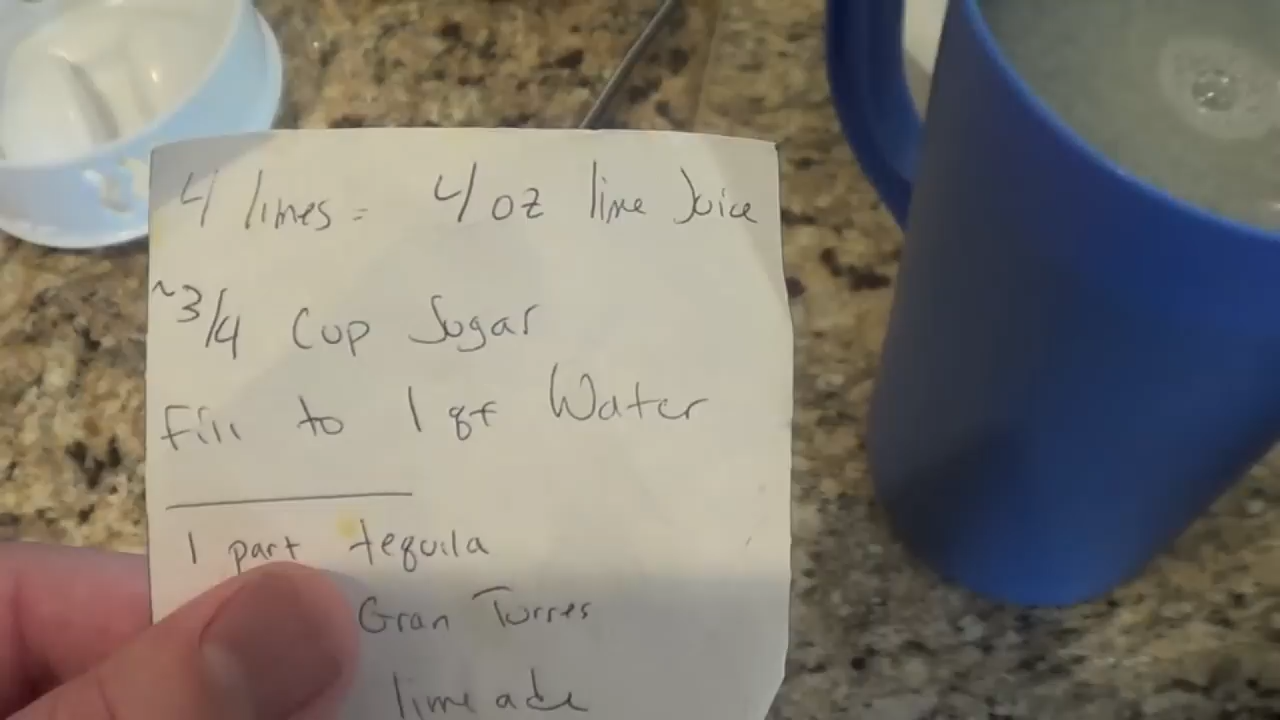 4 limes = 4 oz lime Juice
~3/4 Cup Sugar
Fill to 1 qt Water
1 part tequila
Gran Torres
limeade